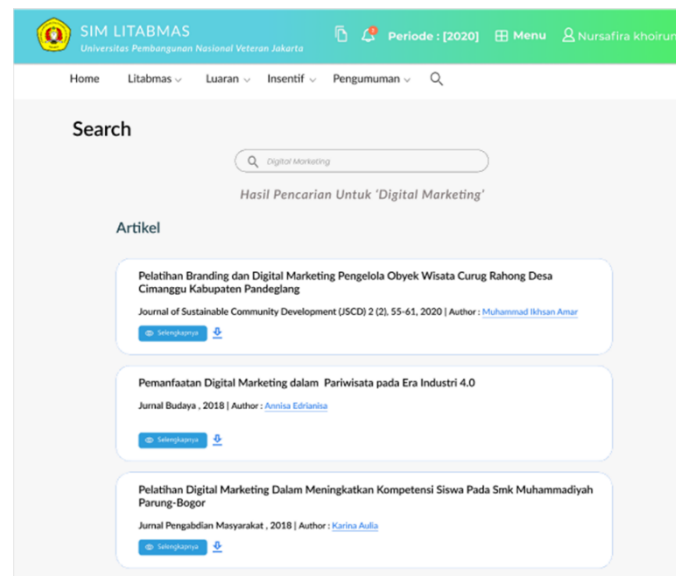 SIM LITABMAS
Universitas Pembangunan Nasional Veteran Jakarta
Periode : [2020]
Menu
Nursafira khoirun
Home
Litabmas
Luaran
Insentif
Pengumuman
Search
Digital Marketing
Hasil Pencarian Untuk ‘Digital Marketing’
Artikel
Pelatihan Branding dan Digital Marketing Pengelola Obyek Wisata Curug Rahong Desa
Cimanggu Kabupaten Pandeglang
Journal of Sustainable Community Development (JSCD) 2 (2), 55-61, 2020 | Author : Muhammad Ikhsan Amar
Selengkapnya
Pemanfaatan Digital Marketing dalam Pariwisata pada Era Industri 4.0
Jurnal Budaya , 2018 | Author : Annisa Edrianisa
Selengkapnya
Pelatihan Digital Marketing Dalam Meningkatkan Kompetensi Siswa Pada Smk Muhammadiyah
Parung-Bogor
Jurnal Pengabdian Masyarakat , 2018 | Author : Karina Aulia
Selengkapnya